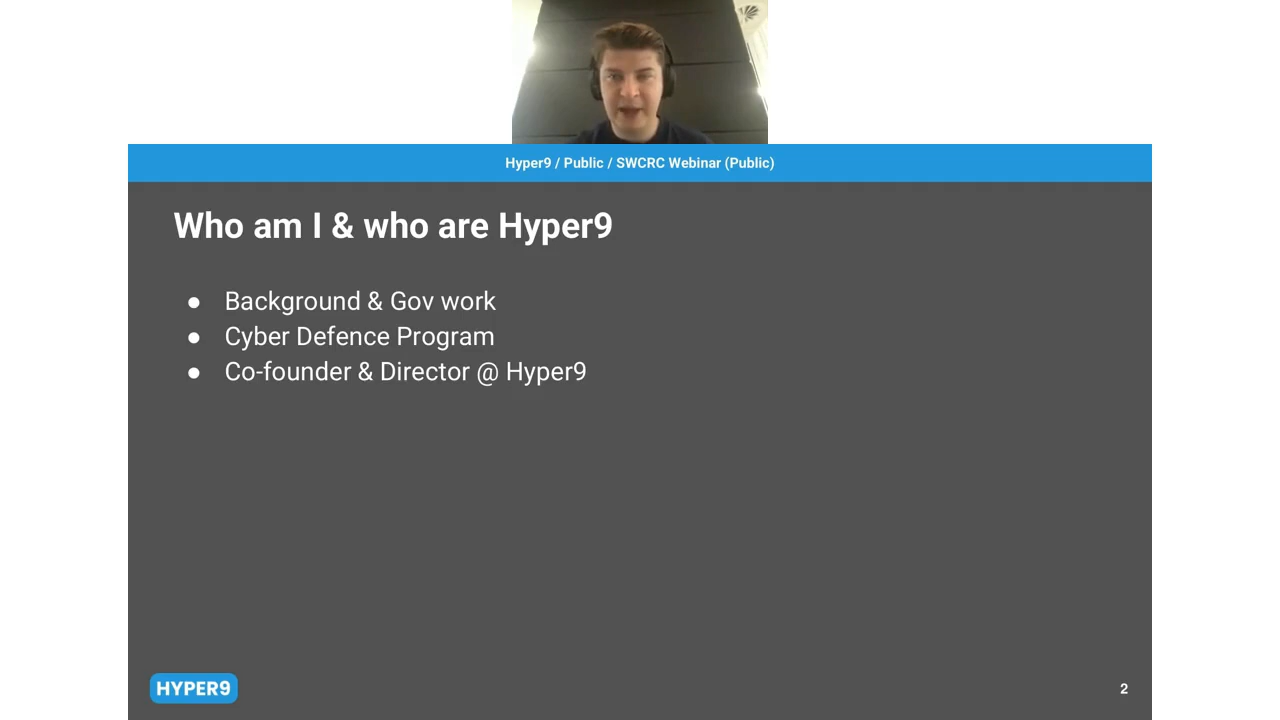 Hyper9 / Public / SWCRC Webinar (Public)
Who am I & who are Hyper9
● Background & Gov work
● Cyber Defence Program
● Co-founder & Director @ Hyper9
HYPER9
2